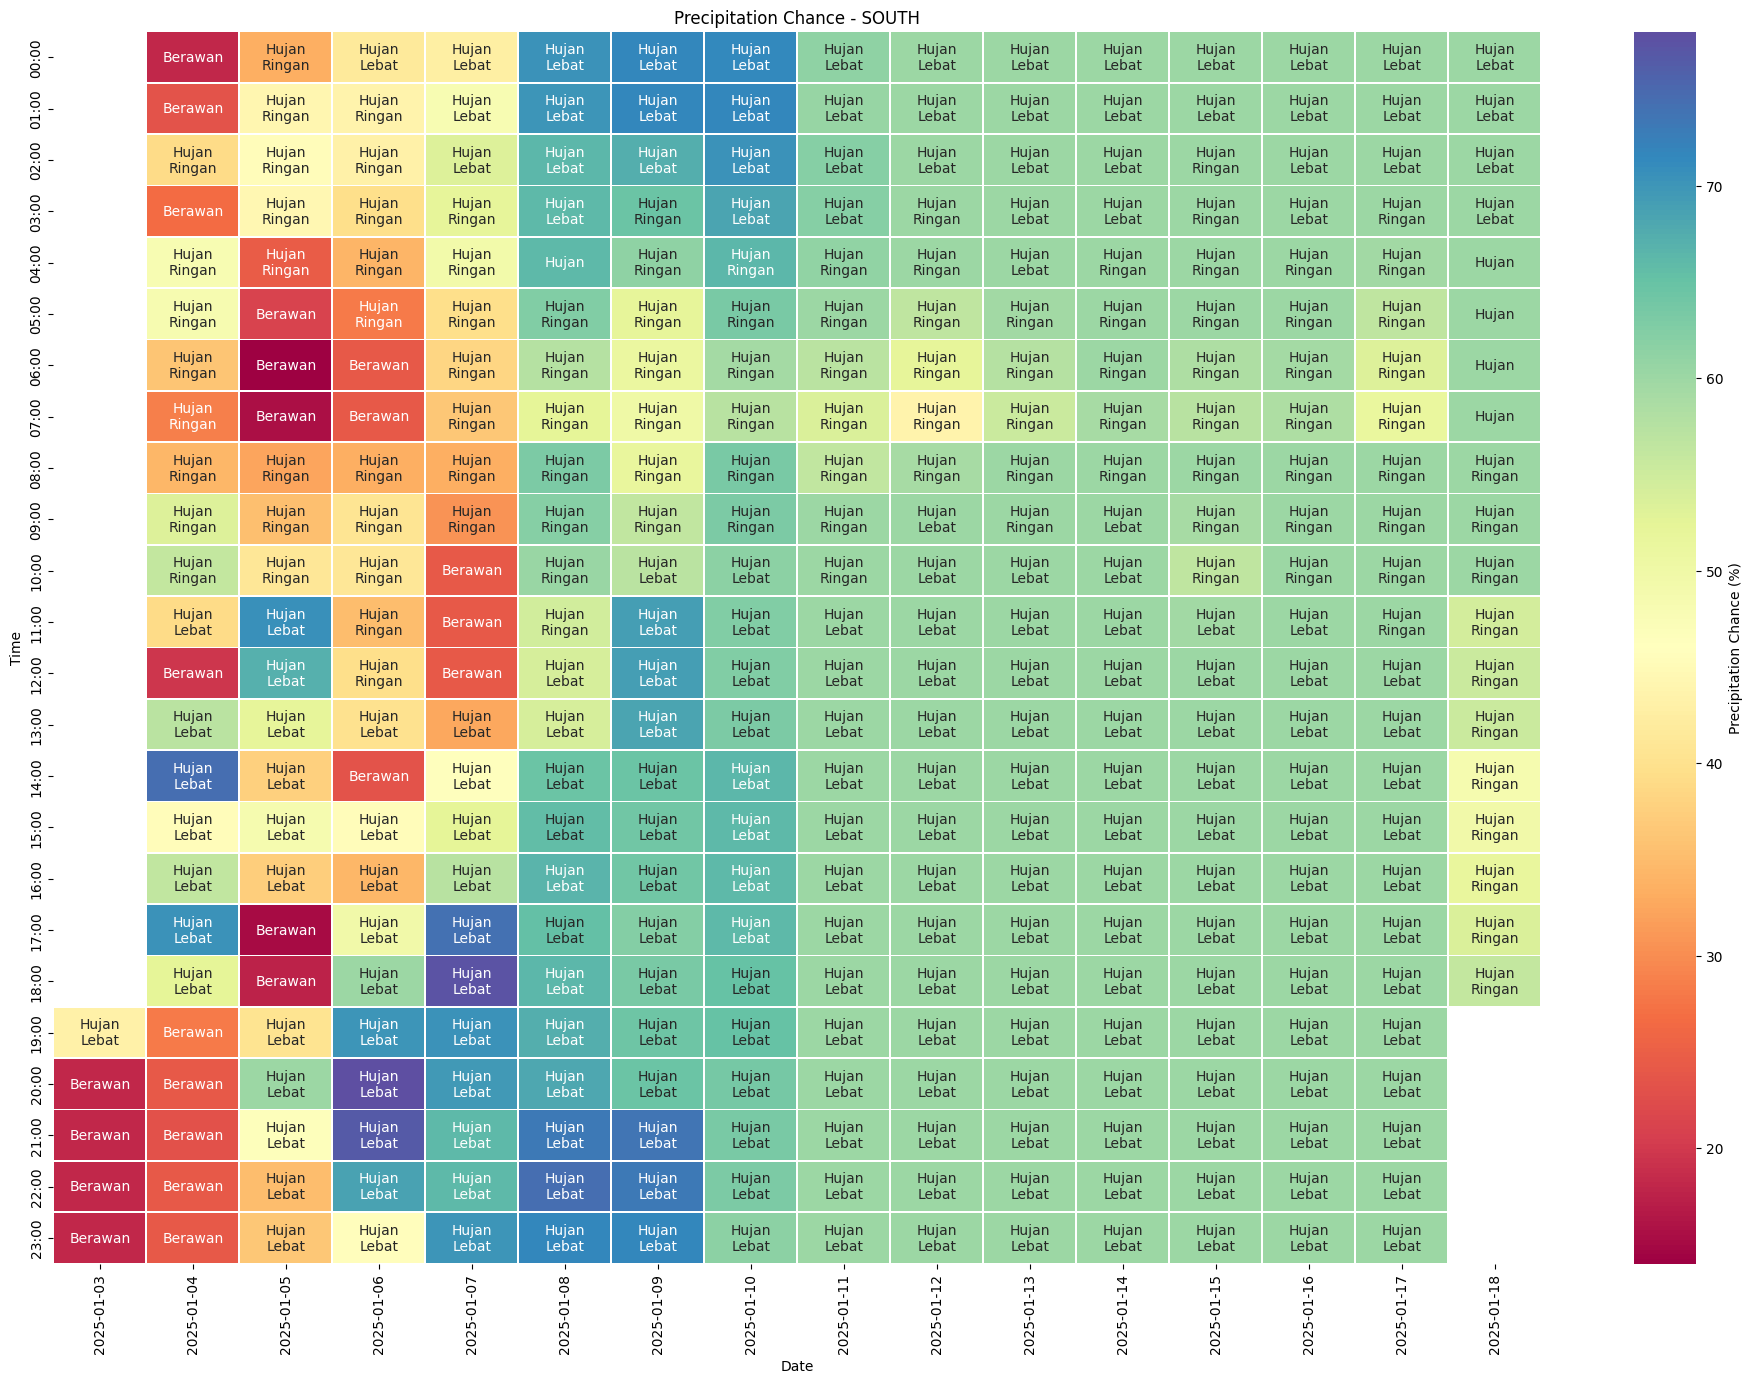 Precipitation Chance - SOUTH
00:00 Berawan Hujan Ringan Hujan Lebat Hujan Lebat Hujan Lebat Hujan Lebat Hujan Lebat Hujan Lebat Hujan Lebat Hujan Lebat Hujan Lebat Hujan Lebat Hujan Lebat Hujan Lebat Hujan Lebat
01:00 Berawan Hujan Ringan Hujan Ringan Hujan Lebat Hujan Lebat Hujan Lebat Hujan Lebat Hujan Lebat Hujan Lebat Hujan Lebat Hujan Lebat Hujan Lebat Hujan Lebat Hujan Lebat Hujan Lebat
02:00 Hujan Ringan Hujan Ringan Hujan Ringan Hujan Lebat Hujan Lebat Hujan Lebat Hujan Lebat Hujan Lebat Hujan Lebat Hujan Lebat Hujan Lebat Hujan Ringan Hujan Lebat Hujan Lebat Hujan Lebat
03:00 Berawan Hujan Ringan Hujan Ringan Hujan Ringan Hujan Lebat Hujan Ringan Hujan Lebat Hujan Lebat Hujan Ringan Hujan Lebat Hujan Lebat Hujan Ringan Hujan Lebat Hujan Ringan Hujan Lebat
04:00 Hujan Ringan Hujan Ringan Hujan Ringan Hujan Ringan Hujan Hujan Ringan Hujan Ringan Hujan Ringan Hujan Ringan Hujan Lebat Hujan Ringan Hujan Ringan Hujan Ringan Hujan Ringan Hujan
05:00 Hujan Ringan Berawan Hujan Ringan Hujan Ringan Hujan Ringan Hujan Ringan Hujan Ringan Hujan Ringan Hujan Ringan Hujan Ringan Hujan Ringan Hujan Ringan Hujan Ringan Hujan Ringan Hujan
06:00 Hujan Ringan Berawan Berawan Hujan Ringan Hujan Ringan Hujan Ringan Hujan Ringan Hujan Ringan Hujan Ringan Hujan Ringan Hujan Ringan Hujan Ringan Hujan Ringan Hujan Ringan Hujan
07:00 Hujan Ringan Berawan Berawan Hujan Ringan Hujan Ringan Hujan Ringan Hujan Ringan Hujan Ringan Hujan Ringan Hujan Ringan Hujan Ringan Hujan Ringan Hujan Ringan Hujan Ringan Hujan
08:00 Hujan Ringan Hujan Ringan Hujan Ringan Hujan Ringan Hujan Ringan Hujan Ringan Hujan Ringan Hujan Ringan Hujan Ringan Hujan Ringan Hujan Ringan Hujan Ringan Hujan Ringan Hujan Ringan Hujan Ringan
09:00 Hujan Ringan Hujan Ringan Hujan Ringan Hujan Ringan Hujan Ringan Hujan Ringan Hujan Ringan Hujan Ringan Hujan Lebat Hujan Ringan Hujan Lebat Hujan Ringan Hujan Ringan Hujan Ringan Hujan Ringan
10:00 Hujan Ringan Hujan Ringan Hujan Ringan Berawan Hujan Ringan Hujan Lebat Hujan Lebat Hujan Ringan Hujan Lebat Hujan Lebat Hujan Lebat Hujan Ringan Hujan Ringan Hujan Ringan Hujan Ringan
11:00 Hujan Lebat Hujan Lebat Hujan Ringan Berawan Hujan Ringan Hujan Lebat Hujan Lebat Hujan Lebat Hujan Lebat Hujan Lebat Hujan Lebat Hujan Lebat Hujan Lebat Hujan Ringan Hujan Ringan
12:00 Berawan Hujan Lebat Hujan Ringan Berawan Hujan Lebat Hujan Lebat Hujan Lebat Hujan Lebat Hujan Lebat Hujan Lebat Hujan Lebat Hujan Lebat Hujan Lebat Hujan Lebat Hujan Ringan
13:00 Hujan Lebat Hujan Lebat Hujan Lebat Hujan Lebat Hujan Lebat Hujan Lebat Hujan Lebat Hujan Lebat Hujan Lebat Hujan Lebat Hujan Lebat Hujan Lebat Hujan Lebat Hujan Lebat Hujan Ringan
14:00 Hujan Lebat Hujan Lebat Berawan Hujan Lebat Hujan Lebat Hujan Lebat Hujan Lebat Hujan Lebat Hujan Lebat Hujan Lebat Hujan Lebat Hujan Lebat Hujan Lebat Hujan Lebat Hujan Ringan
15:00 Hujan Lebat Hujan Lebat Hujan Lebat Hujan Lebat Hujan Lebat Hujan Lebat Hujan Lebat Hujan Lebat Hujan Lebat Hujan Lebat Hujan Lebat Hujan Lebat Hujan Lebat Hujan Lebat Hujan Ringan
16:00 Hujan Lebat Hujan Lebat Hujan Lebat Hujan Lebat Hujan Lebat Hujan Lebat Hujan Lebat Hujan Lebat Hujan Lebat Hujan Lebat Hujan Lebat Hujan Lebat Hujan Lebat Hujan Lebat Hujan Ringan
17:00 Hujan Lebat Berawan Hujan Lebat Hujan Lebat Hujan Lebat Hujan Lebat Hujan Lebat Hujan Lebat Hujan Lebat Hujan Lebat Hujan Lebat Hujan Lebat Hujan Lebat Hujan Lebat Hujan Ringan
18:00 Hujan Lebat Berawan Hujan Lebat Hujan Lebat Hujan Lebat Hujan Lebat Hujan Lebat Hujan Lebat Hujan Lebat Hujan Lebat Hujan Lebat Hujan Lebat Hujan Lebat Hujan Lebat Hujan Ringan
19:00 Hujan Lebat Berawan Hujan Lebat Hujan Lebat Hujan Lebat Hujan Lebat Hujan Lebat Hujan Lebat Hujan Lebat Hujan Lebat Hujan Lebat Hujan Lebat Hujan Lebat Hujan Lebat Hujan Lebat
20:00 Berawan Berawan Hujan Lebat Hujan Lebat Hujan Lebat Hujan Lebat Hujan Lebat Hujan Lebat Hujan Lebat Hujan Lebat Hujan Lebat Hujan Lebat Hujan Lebat Hujan Lebat Hujan Lebat
21:00 Berawan Berawan Hujan Lebat Hujan Lebat Hujan Lebat Hujan Lebat Hujan Lebat Hujan Lebat Hujan Lebat Hujan Lebat Hujan Lebat Hujan Lebat Hujan Lebat Hujan Lebat Hujan Lebat
22:00 Berawan Berawan Hujan Lebat Hujan Lebat Hujan Lebat Hujan Lebat Hujan Lebat Hujan Lebat Hujan Lebat Hujan Lebat Hujan Lebat Hujan Lebat Hujan Lebat Hujan Lebat Hujan Lebat
23:00 Berawan Berawan Hujan Lebat Hujan Lebat Hujan Lebat Hujan Lebat Hujan Lebat Hujan Lebat Hujan Lebat Hujan Lebat Hujan Lebat Hujan Lebat Hujan Lebat Hujan Lebat Hujan Lebat
Time
2025-01-03 2025-01-04 2025-01-05 2025-01-06 2025-01-07 2025-01-08 2025-01-09 2025-01-10 2025-01-11 2025-01-12 2025-01-13 2025-01-14 2025-01-15 2025-01-16 2025-01-17 2025-01-18
Date
70
60
50
40
30
20
Precipitation Chance (%)